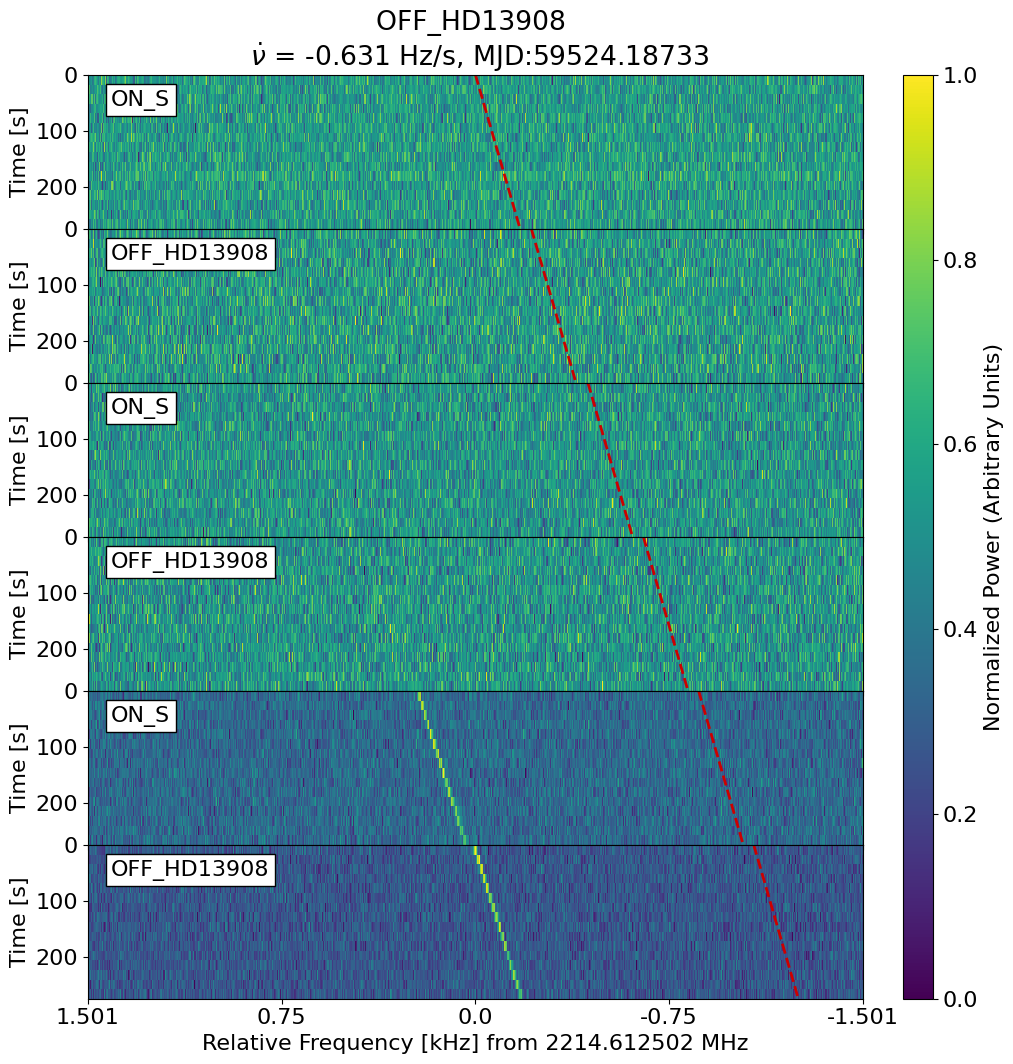 OFF_HD13908
ν̇ = -0.631 Hz/s, MJD:59524.18733
0
ON_S
100
200
Time [s]
0
OFF_HD13908
100
200
Time [s]
0
ON_S
100
200
Time [s]
0
OFF_HD13908
100
200
Time [s]
0
ON_S
100
200
Time [s]
0
OFF_HD13908
100
200
Time [s]
1.501 0.75 0.0 -0.75 -1.501
Relative Frequency [kHz] from 2214.612502 MHz
1.0
0.8
0.6
0.4
0.2
0.0
Normalized Power (Arbitrary Units)